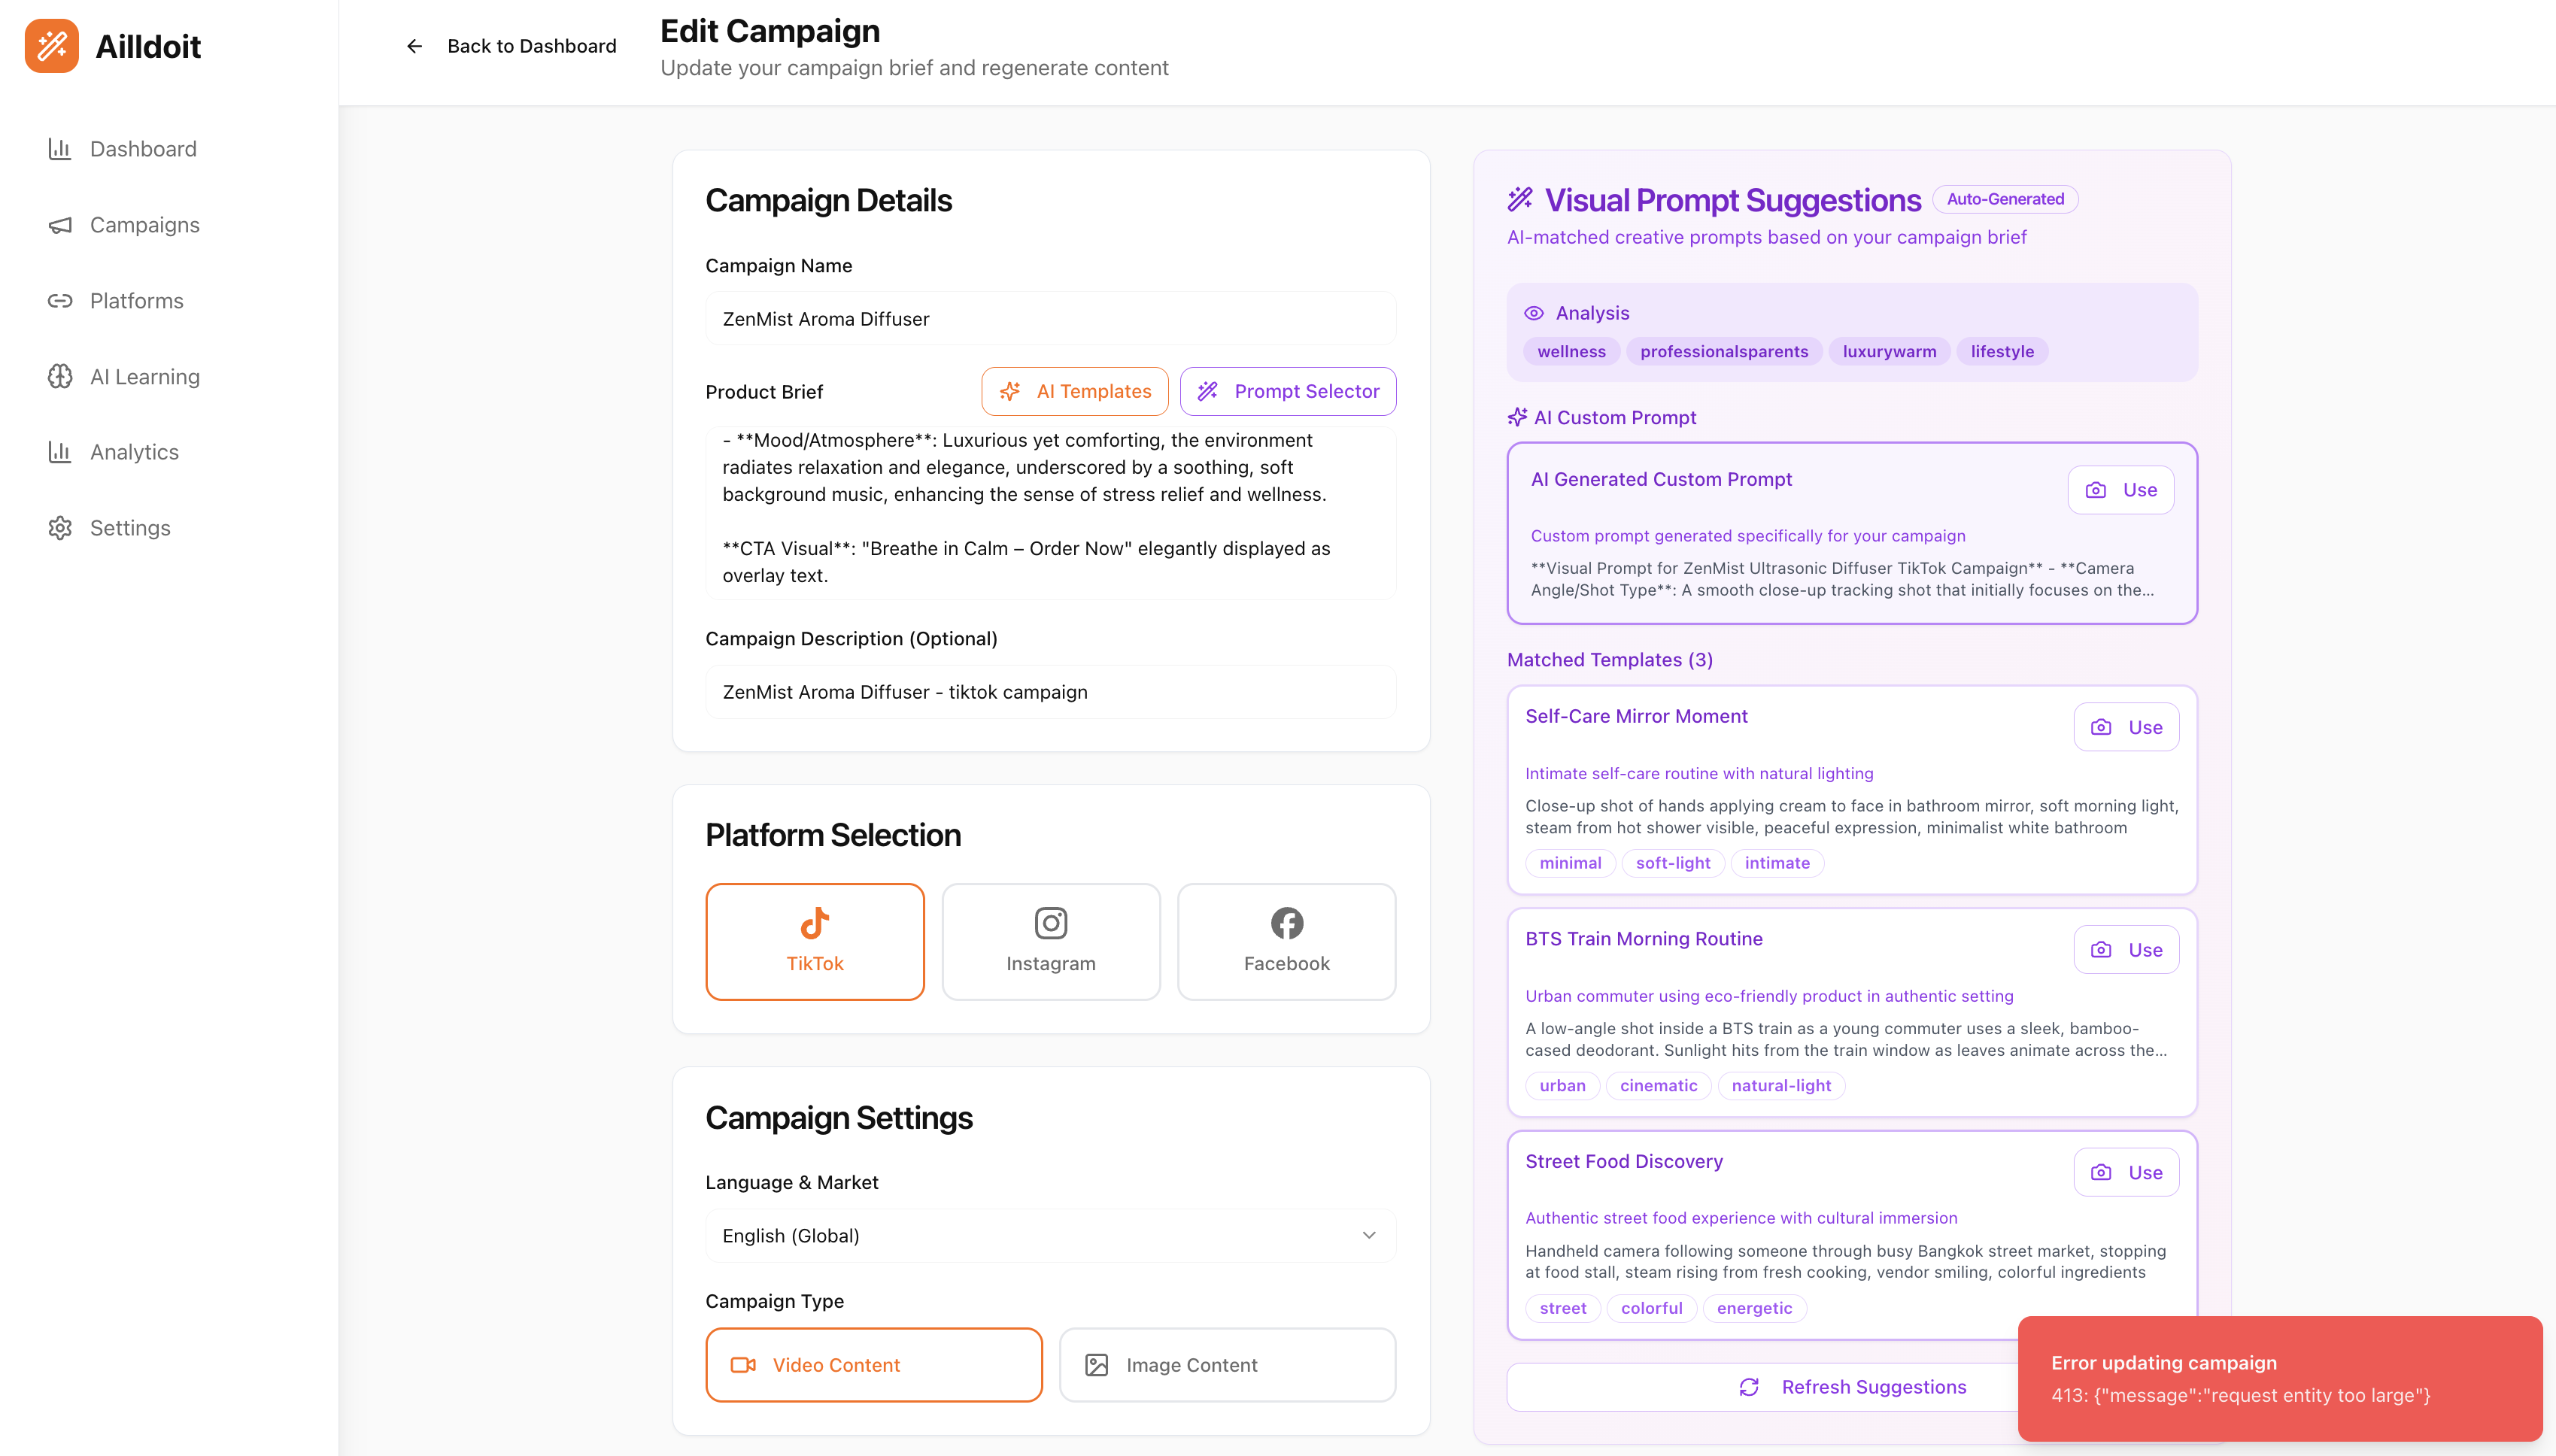 Ailldoit
Dashboard
Campaigns
Platforms
AI Learning
Analytics
Settings
Back to Dashboard
Edit Campaign
Update your campaign brief and regenerate content
Campaign Details
Campaign Name
ZenMist Aroma Diffuser
Product Brief
AI Templates
Prompt Selector
- **Mood/Atmosphere**: Luxurious yet comforting, the environment
radiates relaxation and elegance, underscored by a soothing, soft
background music, enhancing the sense of stress relief and wellness.
**CTA Visual**: "Breathe in Calm – Order Now" elegantly displayed as
overlay text.
Campaign Description (Optional)
ZenMist Aroma Diffuser - tiktok campaign
Platform Selection
TikTok
Instagram
Facebook
Campaign Settings
Language & Market
English (Global)
Campaign Type
Video Content
Image Content
Visual Prompt Suggestions
Auto-Generated
AI-matched creative prompts based on your campaign brief
Analysis
wellness
professionalsparents
luxurywarm
lifestyle
AI Custom Prompt
AI Generated Custom Prompt
Use
Custom prompt generated specifically for your campaign
**Visual Prompt for ZenMist Ultrasonic Diffuser TikTok Campaign** - **Camera
Angle/Shot Type**: A smooth close-up tracking shot that initially focuses on the...
Matched Templates (3)
Self-Care Mirror Moment
Use
Intimate self-care routine with natural lighting
Close-up shot of hands applying cream to face in bathroom mirror, soft morning light,
steam from hot shower visible, peaceful expression, minimalist white bathroom
minimal
soft-light
intimate
BTS Train Morning Routine
Use
Urban commuter using eco-friendly product in authentic setting
A low-angle shot inside a BTS train as a young commuter uses a sleek, bamboo-
cased deodorant. Sunlight hits from the train window as leaves animate across the...
urban
cinematic
natural-light
Street Food Discovery
Use
Authentic street food experience with cultural immersion
Handheld camera following someone through busy Bangkok street market, stopping
at food stall, steam rising from fresh cooking, vendor smiling, colorful ingredients
street
colorful
energetic
Refresh Suggestions
Error updating campaign
413: {"message":"request entity too large"}